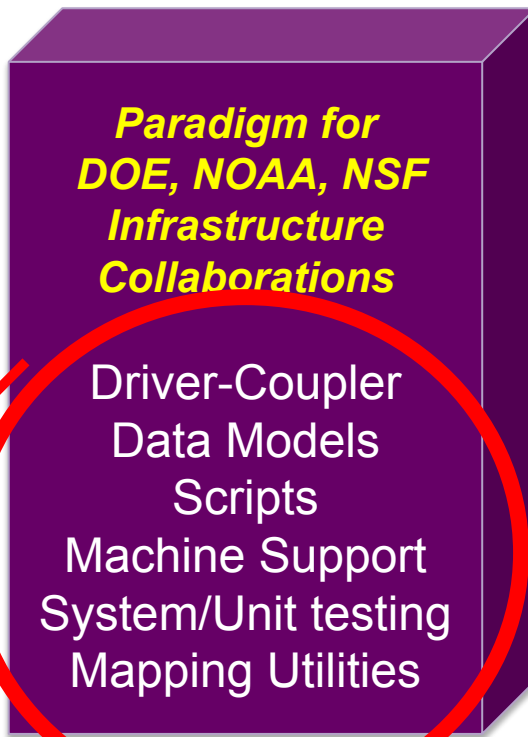 Paradigm for
DOE, NOAA, NSF
Infrastructure
Collaborations
Driver-Coupler
Data Models
Scripts
Machine Support
System/Unit testing
Mapping Utilities